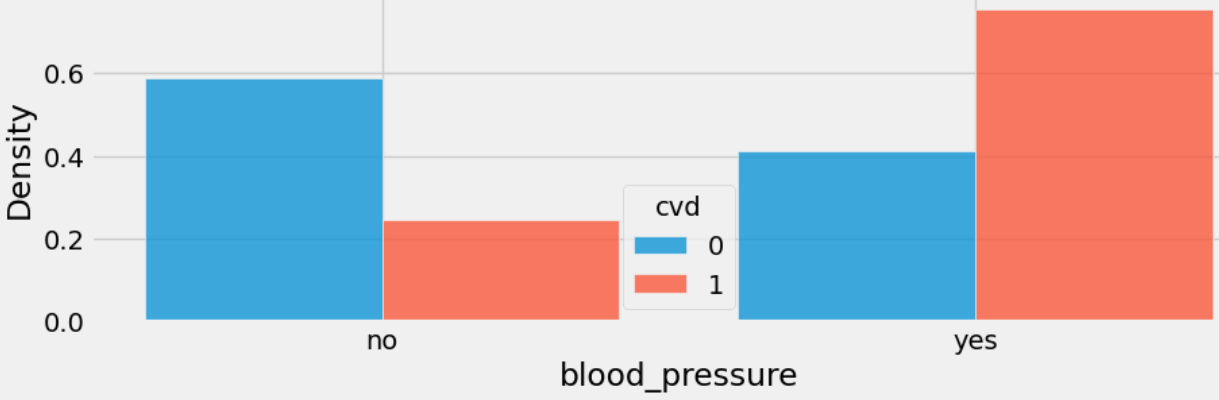 Density
0.6
0.4
0.2
0.0
cvd
0
1
no
yes
blood_pressure